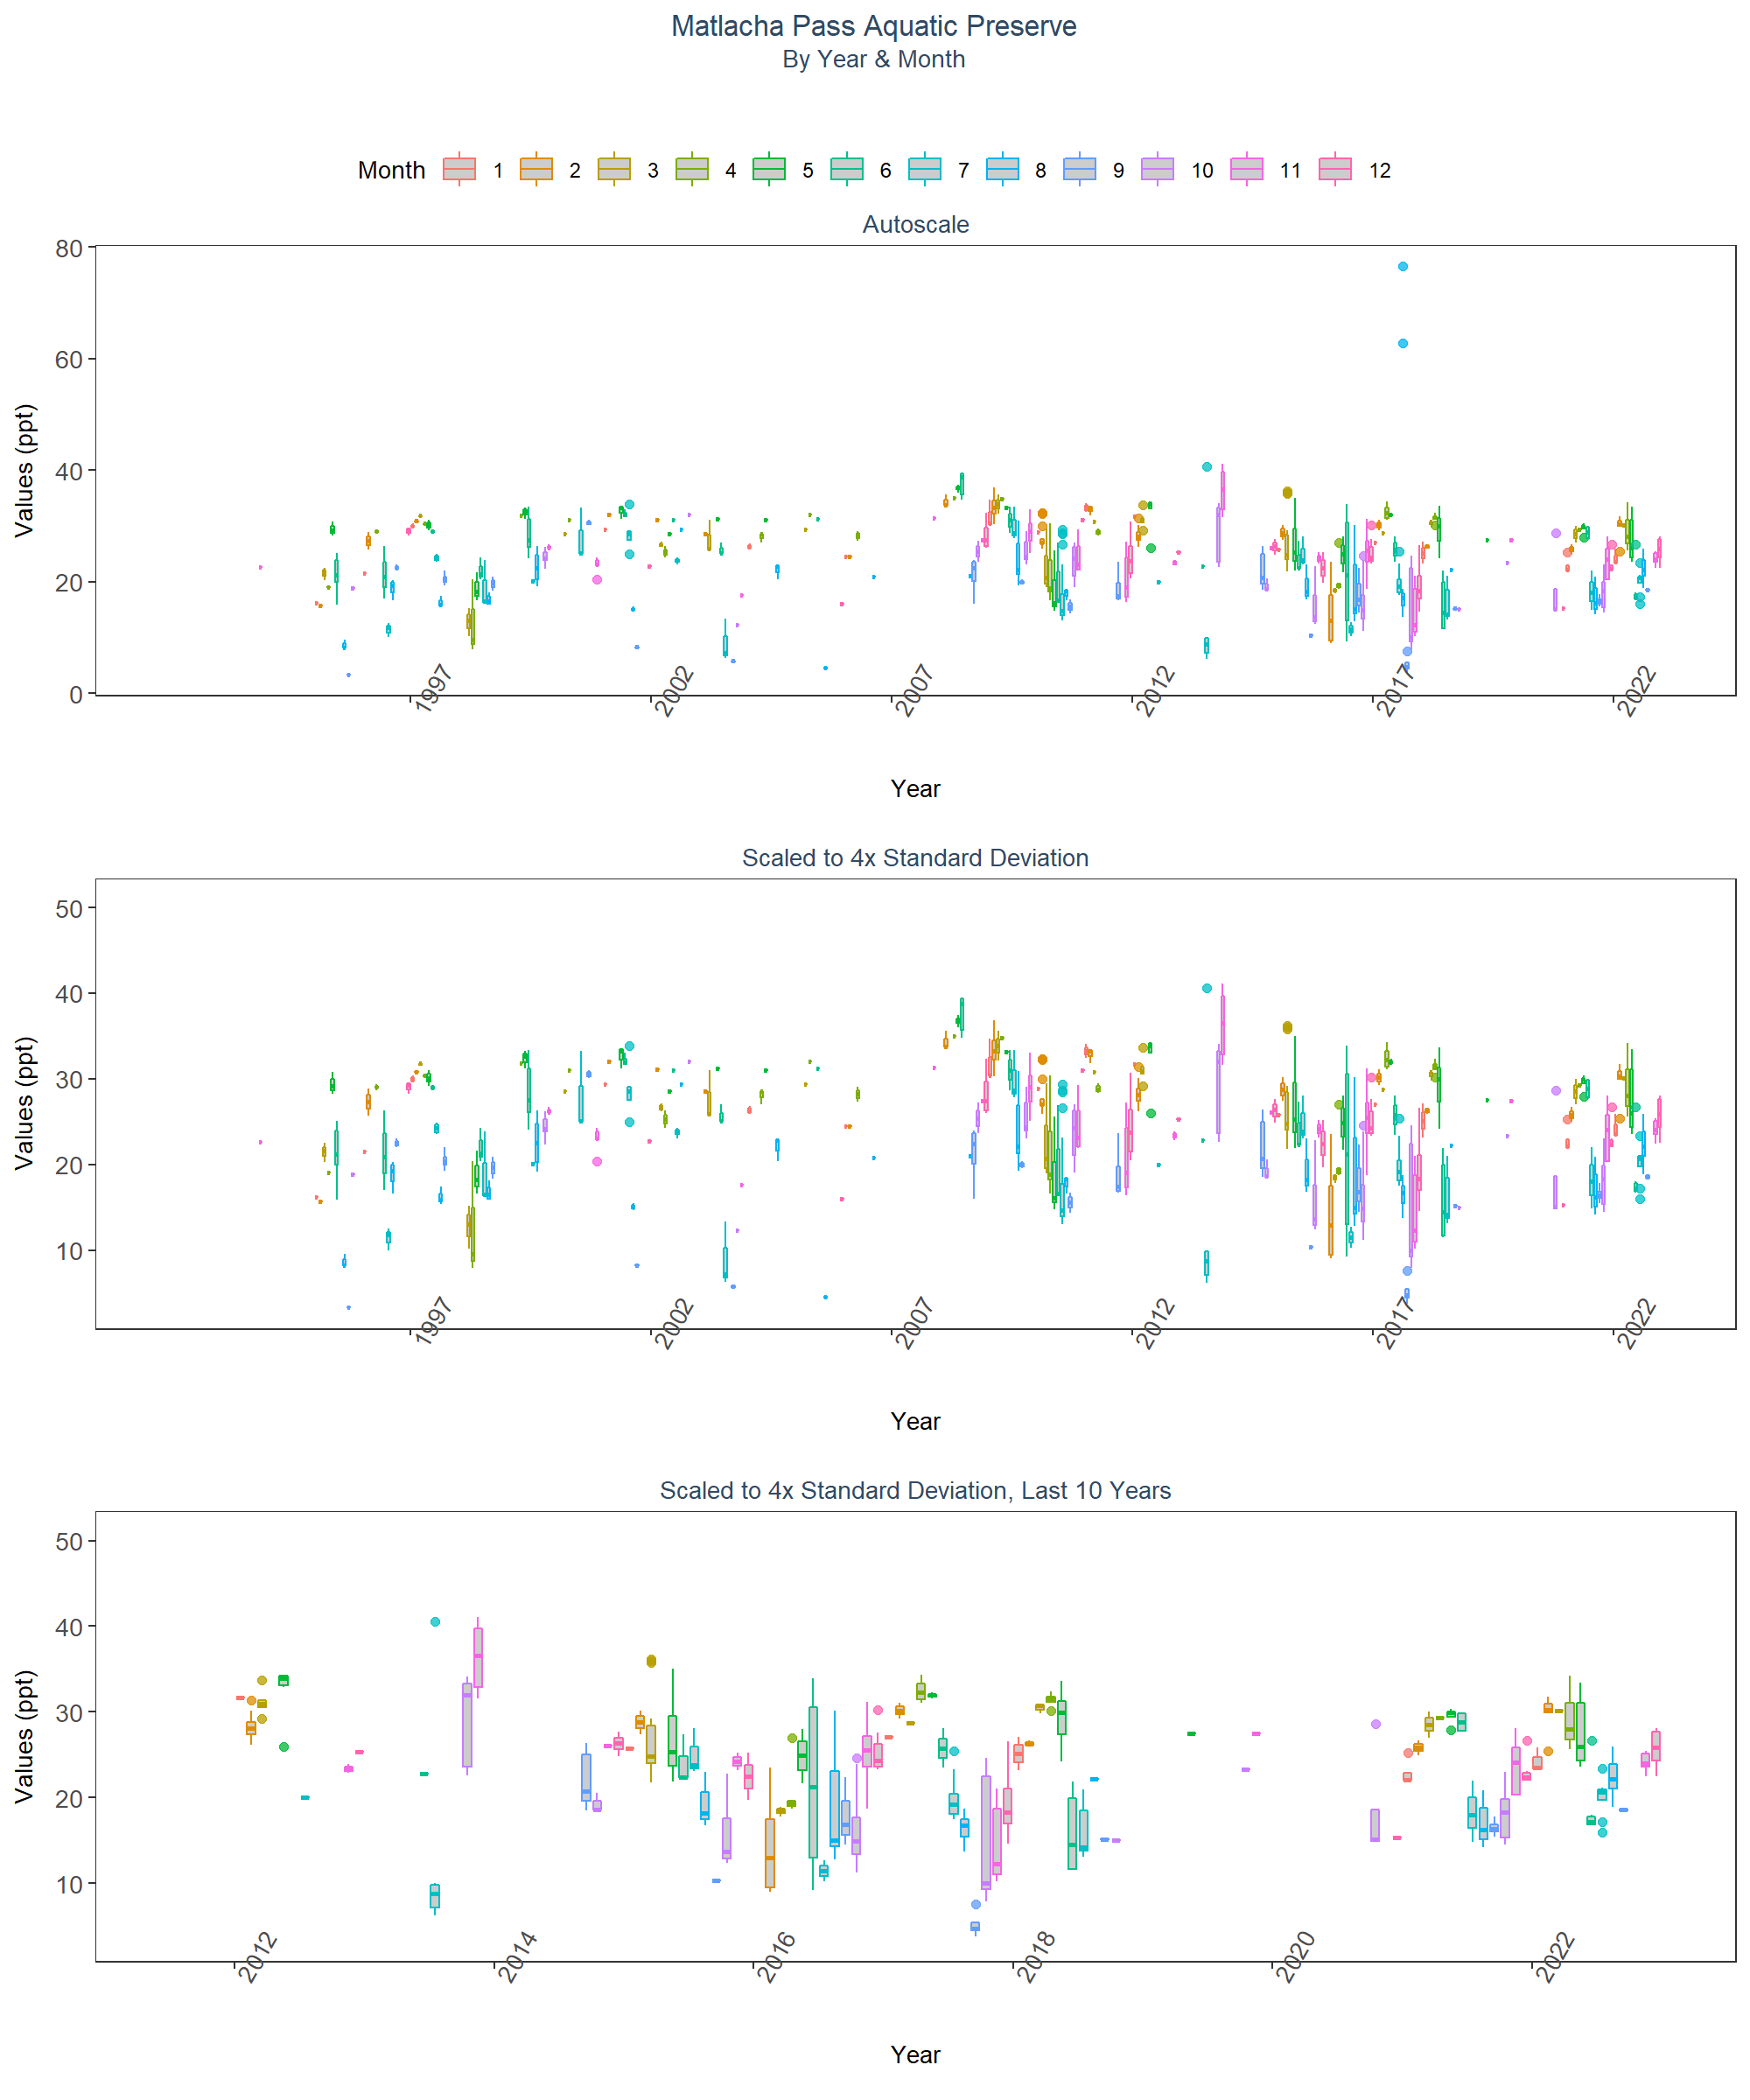 Matlacha Pass Aquatic Preserve
By Year & Month
Month 1 2 3 4 5 6 7 8 9 10 11 12
Autoscale
80
60
40
20
0
Values (ppt)
1997 2002 2007 2012 2017 2022
Year
Scaled to 4x Standard Deviation
50
40
30
20
10
Values (ppt)
1997 2002 2007 2012 2017 2022
Year
Scaled to 4x Standard Deviation, Last 10 Years
50
40
30
20
10
Values (ppt)
2012 2014 2016 2018 2020 2022
Year